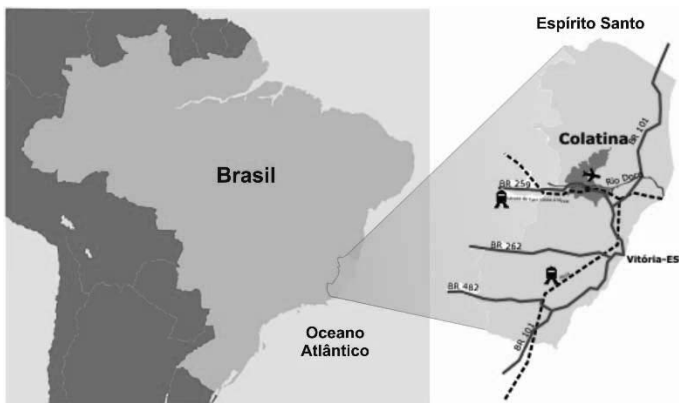 Espírito Santo
BR 101
Colatina
Brasil
Rio Doce
BR 259
BR 262
Vitória-ES
BR 482
Oceano
Atlântico
BR 101